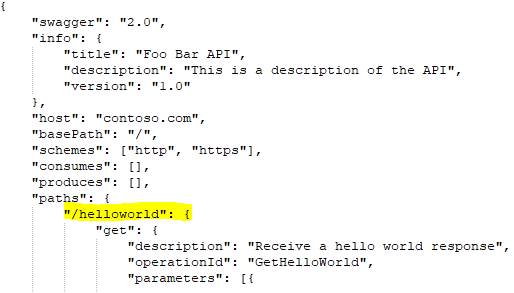 {
"swagger": "2.0",
"info": {
"title": "Foo Bar API",
"description": "This is a description of the API",
"version": "1.0"
},
"host": "contoso.com",
"basePath": "/",
"schemes": ["http", "https"],
"consumes": [],
"produces": [],
"paths": {
"/helloworld": {
"get": {
"description": "Receive a hello world response",
"operationId": "GetHelloWorld",
"parameters": [{